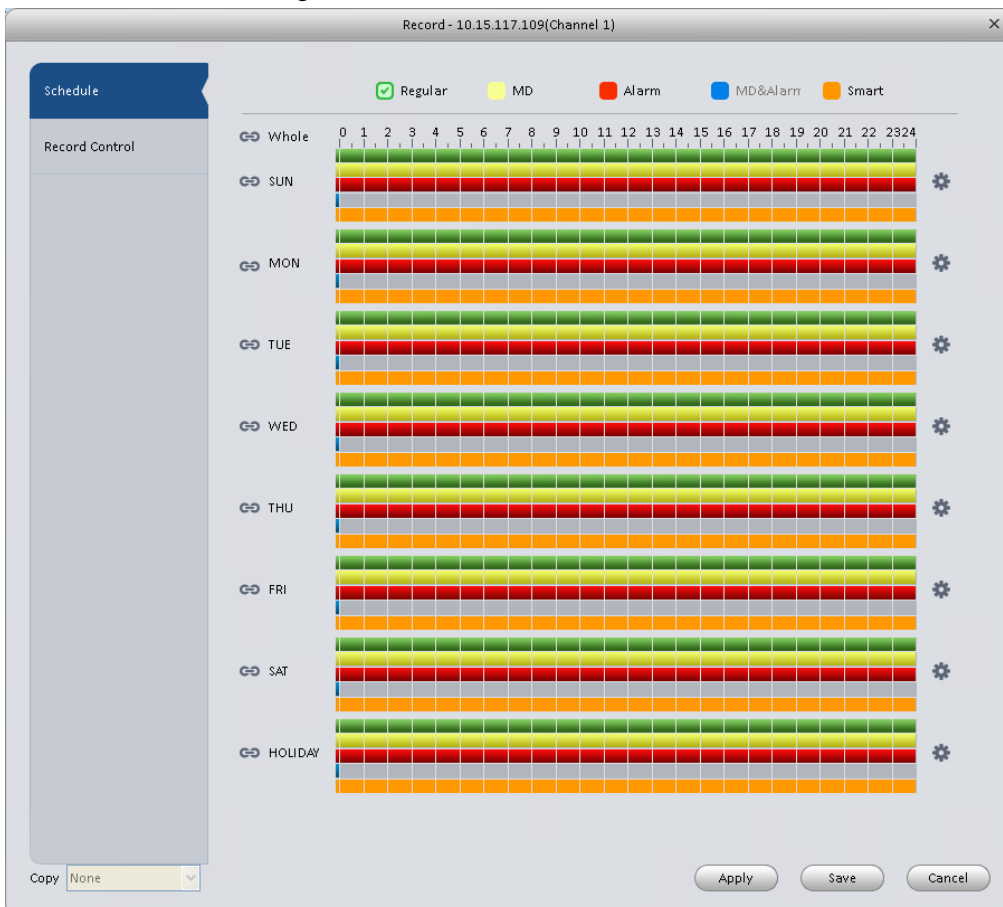 Record - 10.15.117.109(Channel 1)
Schedule
Record Control
Regular MD Alarm MD&Alarm Smart
Whole 0 1 2 3 4 5 6 7 8 9 10 11 12 13 14 15 16 17 18 19 20 21 22 23 24
SUN
MON
TUE
WED
THU
FRI
SAT
HOLIDAY
Copy None Apply Save Cancel